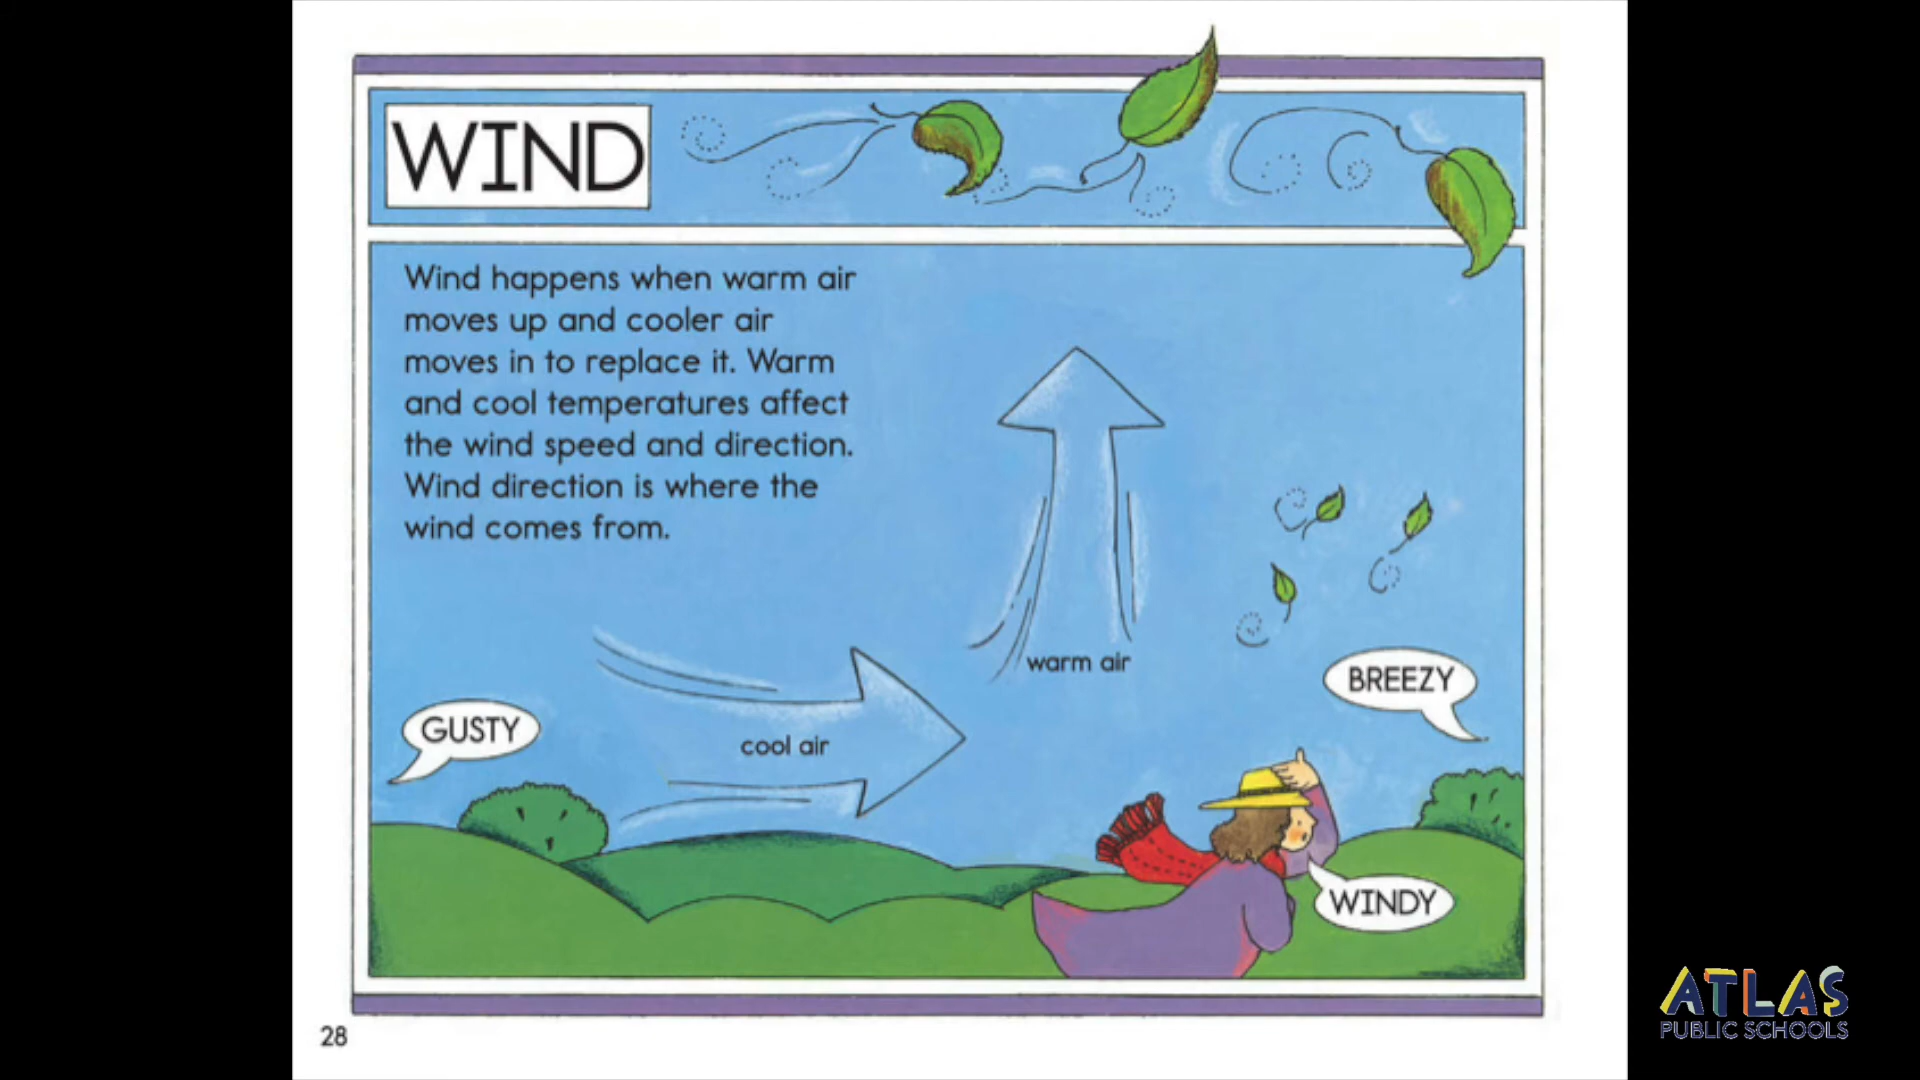 WIND
Wind happens when warm air
moves up and cooler air
moves in to replace it. Warm
and cool temperatures affect
the wind speed and direction.
Wind direction is where the
wind comes from.
warm air
BREEZY
GUSTY
cool air
WINDY
28
ATLAS
PUBLIC SCHOOLS